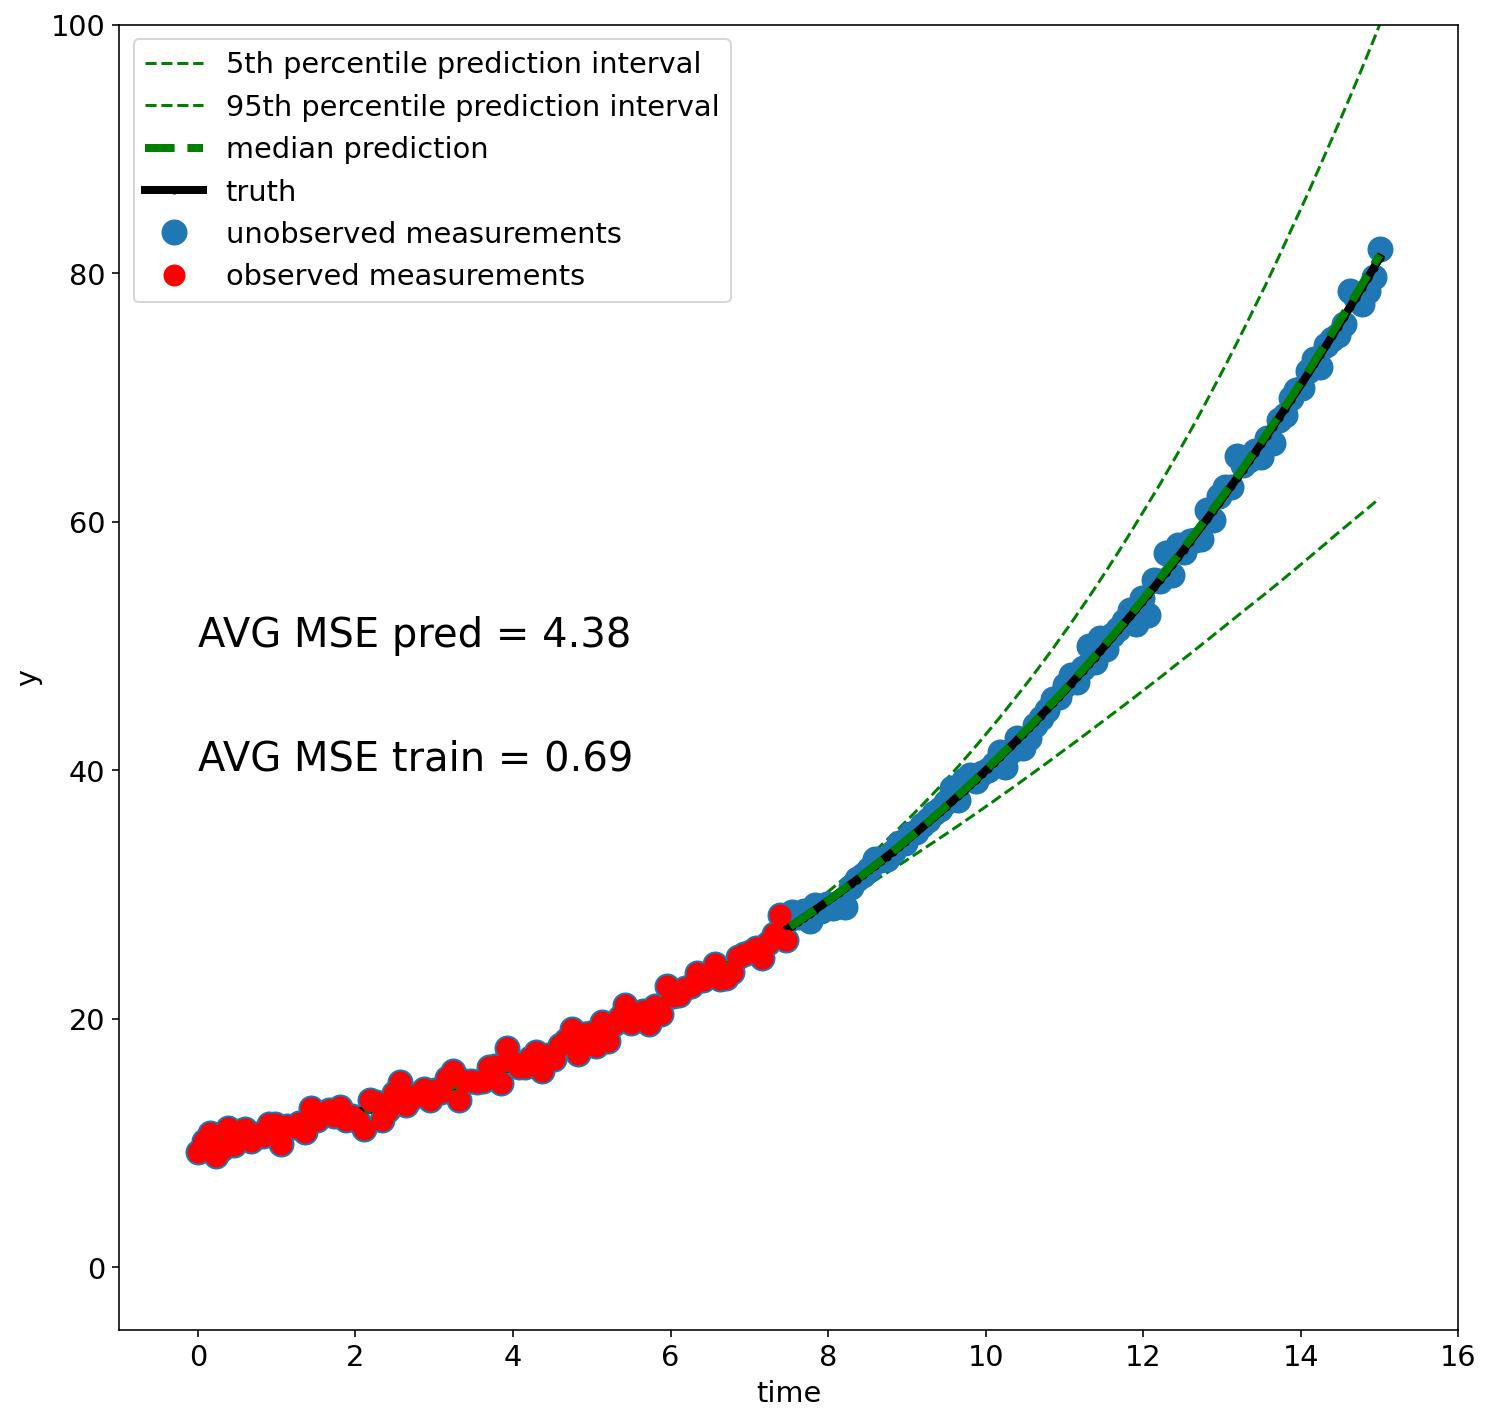 100
80
60
40
20
0
y
5th percentile prediction interval
95th percentile prediction interval
median prediction
truth
unobserved measurements
observed measurements
AVG MSE pred = 4.38
AVG MSE train = 0.69
0 2 4 6 8 10 12 14 16
time